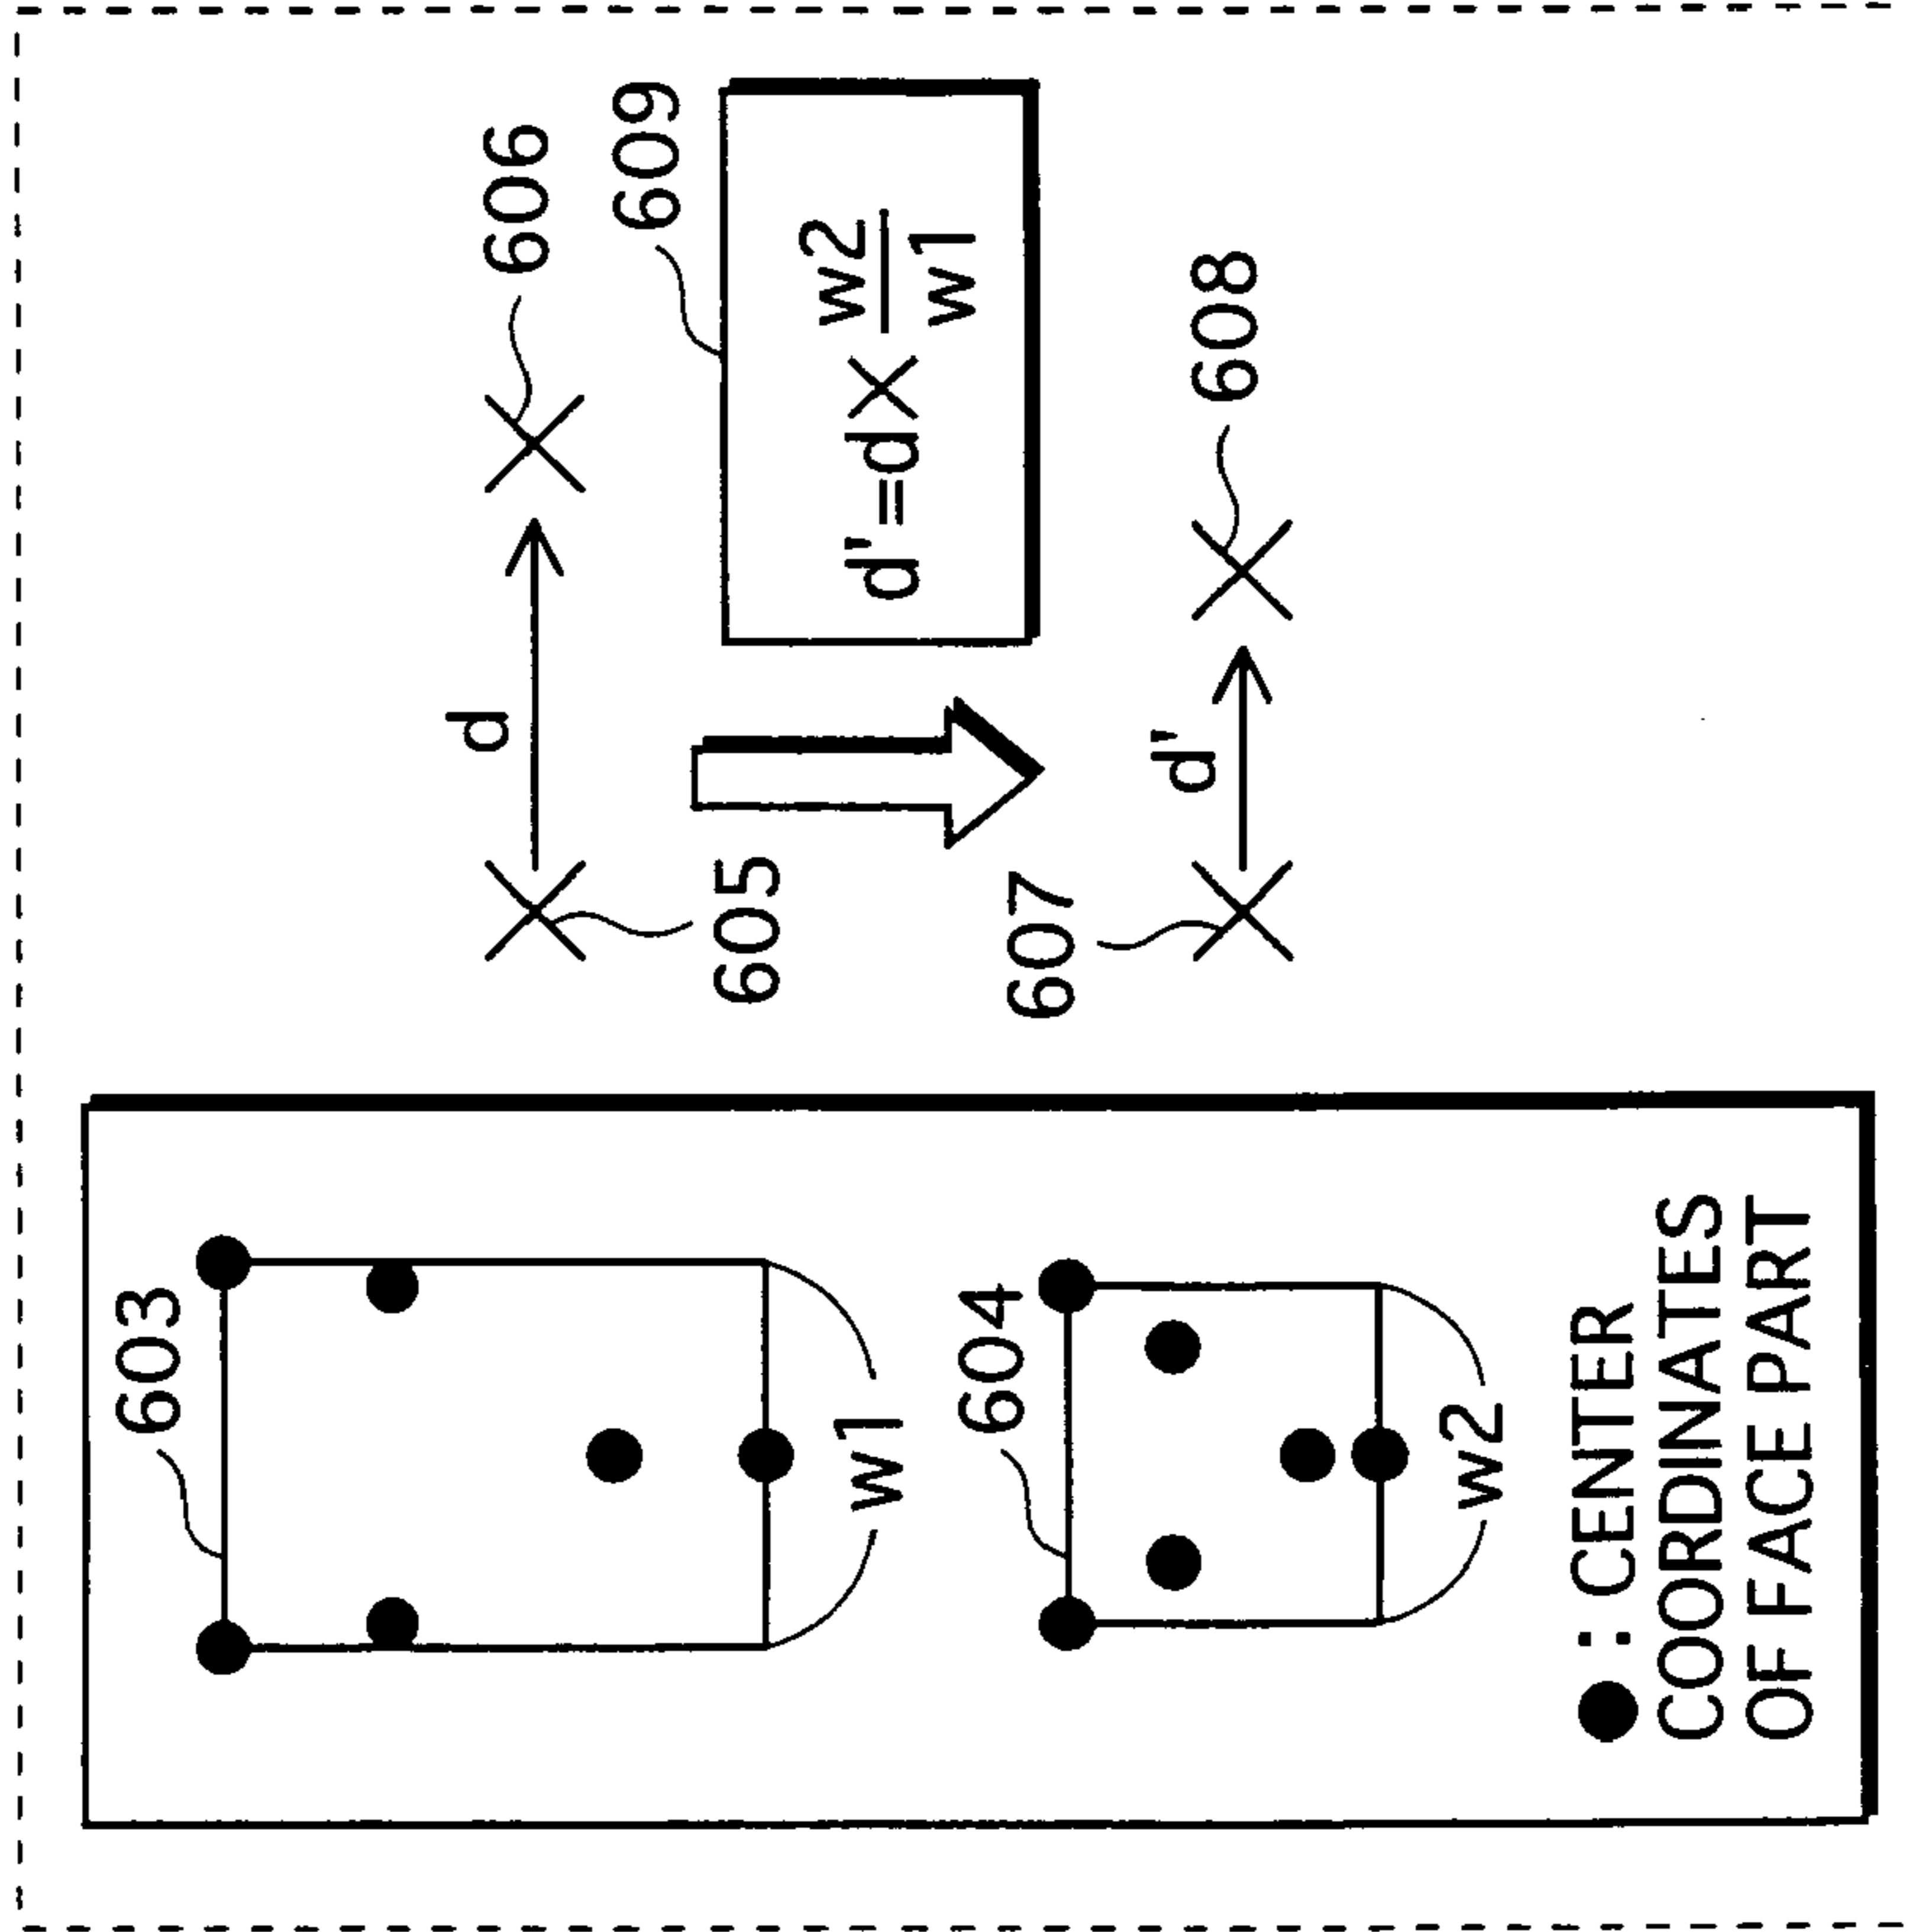 603
w1
604
w2
● : CENTER
COORDINATES
OF FACE PART
d
606
605
609
d'=d× w2/w1
607
d'
608